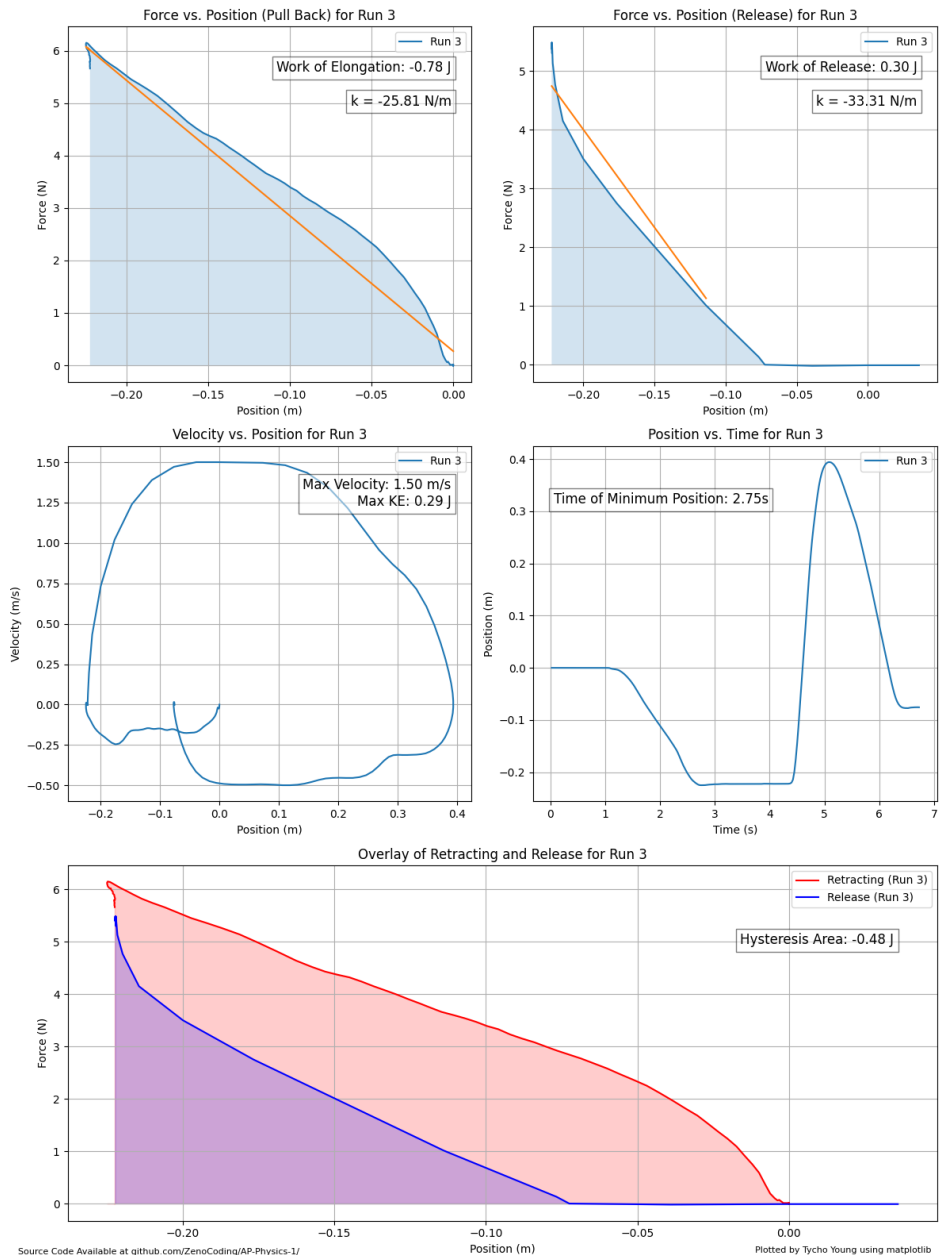 Force vs. Position (Pull Back) for Run 3
Run 3
Work of Elongation: -0.78 J
k = -25.81 N/m
Force (N)
6
5
4
3
2
1
0
−0.20
−0.15
−0.10
−0.05
0.00
Position (m)
Force vs. Position (Release) for Run 3
Run 3
Work of Release: 0.30 J
k = -33.31 N/m
Force (N)
5
4
3
2
1
0
−0.20
−0.15
−0.10
−0.05
0.00
Position (m)
Velocity vs. Position for Run 3
Run 3
Max Velocity: 1.50 m/s
Max KE: 0.29 J
Velocity (m/s)
1.50
1.25
1.00
0.75
0.50
0.25
0.00
−0.25
−0.50
−0.2
−0.1
0.0
0.1
0.2
0.3
0.4
Position (m)
Position vs. Time for Run 3
Run 3
Time of Minimum Position: 2.75s
Position (m)
0.4
0.3
0.2
0.1
0.0
−0.1
−0.2
0
1
2
3
4
5
6
7
Time (s)
Overlay of Retracting and Release for Run 3
Retracting (Run 3)
Release (Run 3)
Hysteresis Area: -0.48 J
Force (N)
6
5
4
3
2
1
0
−0.20
−0.15
−0.10
−0.05
0.00
Position (m)
Source Code Available at github.com/ZenoCoding/AP-Physics-1/
Plotted by Tycho Young using matplotlib